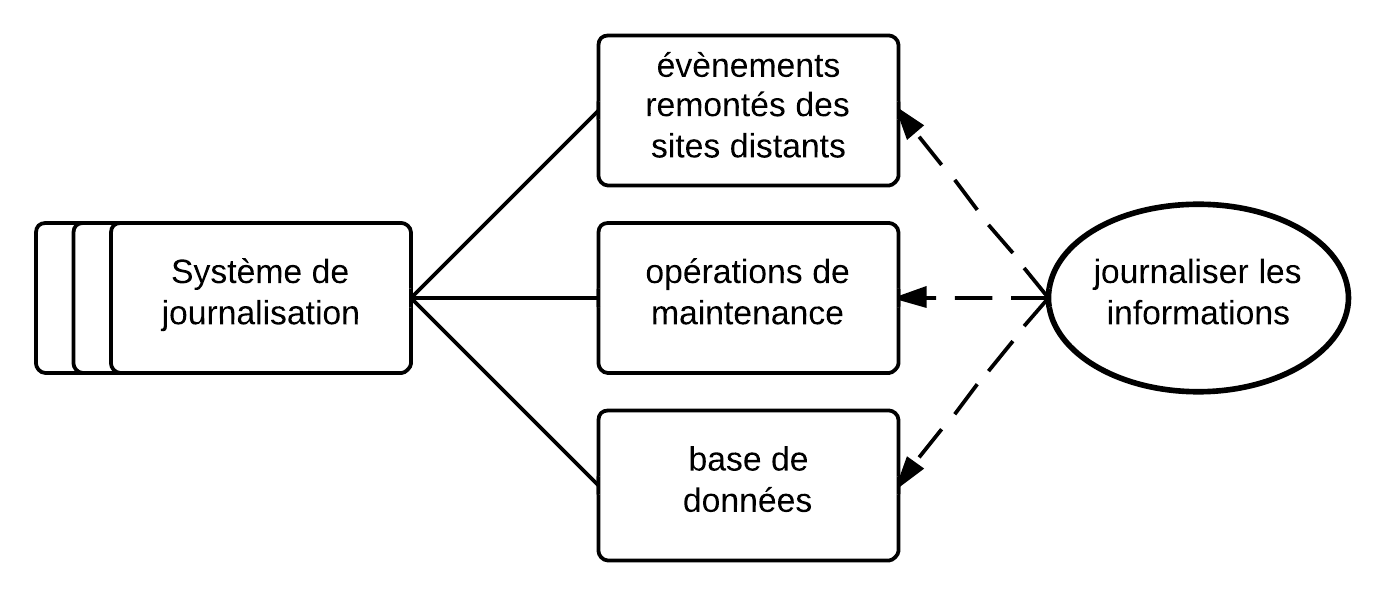 évènements
remontés des
sites distants
Système de
journalisation
opérations de
maintenance
journaliser les
informations
base de
données